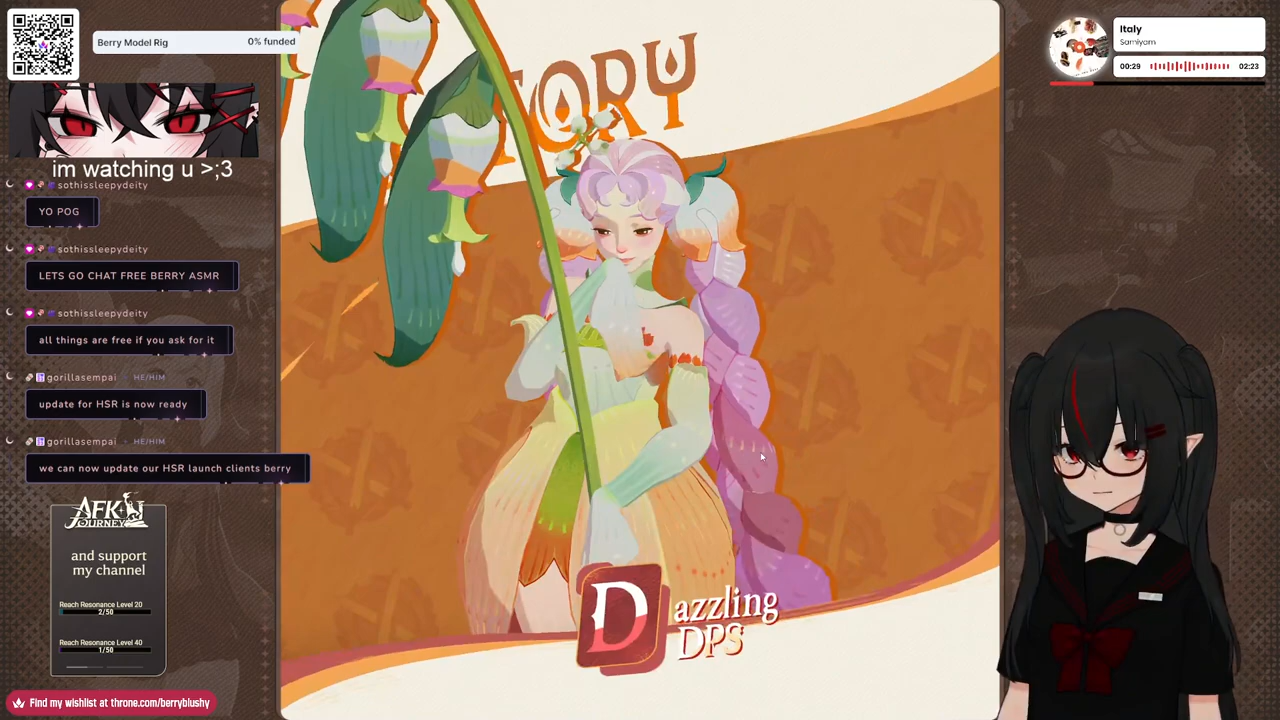 Berry Model Rig 0% funded
im watching u >;3
sothissleepydeity
YO POG
sothissleepydeity
LETS GO CHAT FREE BERRY ASMR
sothissleepydeity
all things are free if you ask for it
gorillasempai HE/HIM
update for HSR is now ready
gorillasempai HE/HIM
we can now update our HSR launch clients berry
AFK
JOURNEY
and support
my channel
Reach Resonance Level 20
2/50
Reach Resonance Level 40
1/50
Find my wishlist at throne.com/berryblushy
ORY
Dazzling
DPS
Italy
Samiyam
00:29 02:23